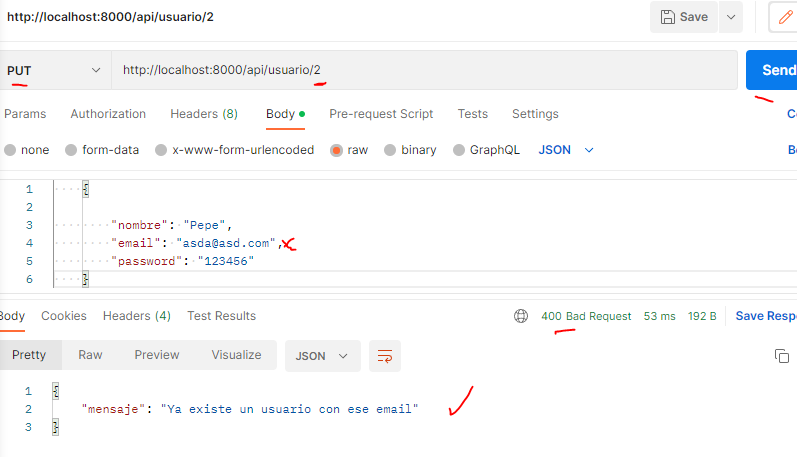 http://localhost:8000/api/usuario/2
Save
PUT
http://localhost:8000/api/usuario/2
Send
Params Authorization Headers (8) Body Pre-request Script Tests Settings
none form-data x-www-form-urlencoded raw binary GraphQL JSON
1 {
2
3 "nombre": "Pepe",
4 "email": "asda@asd.com",
5 "password": "123456"
6 }
Body Cookies Headers (4) Test Results 400 Bad Request 53 ms 192 B Save Resp
Pretty Raw Preview Visualize JSON
1 {
2 "mensaje": "Ya existe un usuario con ese email"
3 }